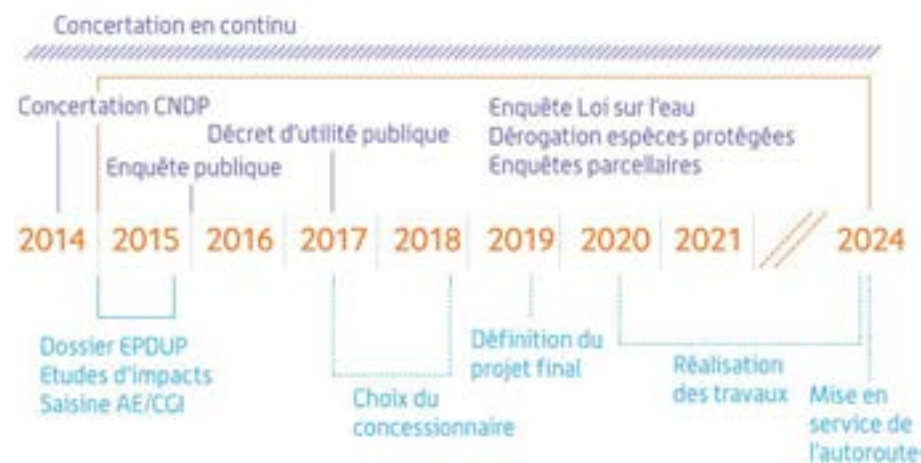 Concertation en continu
Concertation CNDP
Enquête publique
Décret d'utilité publique
Enquête Loi sur l'eau
Dérogation espèces protégées
Enquêtes parcellaires
2014 2015 2016 2017 2018 2019 2020 2021 2024
Dossier EPDUP
Etudes d'impacts
Saisine AE/CGI
Choix du
concessionnaire
Définition du
projet final
Réalisation
des travaux
Mise en
service de
l'autoroute